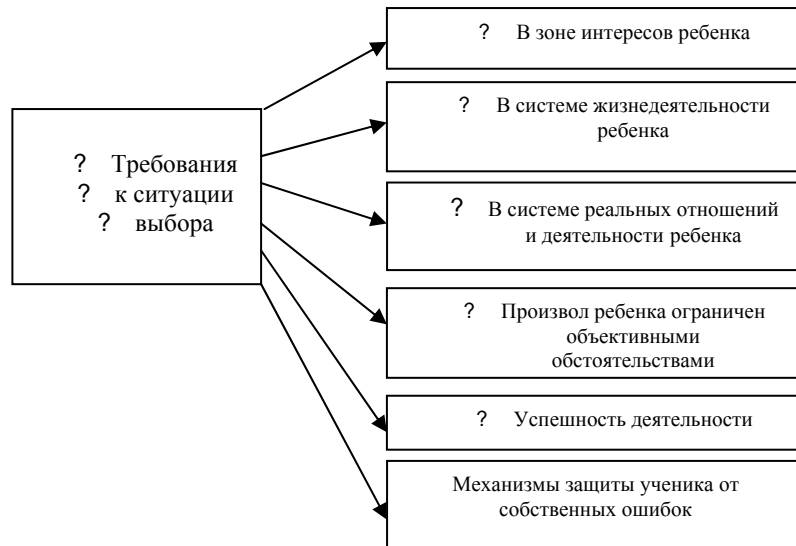 ? Требования
? к ситуации
? выбора
? В зоне интересов ребенка
? В системе жизнедеятельности
ребенка
? В системе реальных отношений
и деятельности ребенка
? Произвол ребенка ограничен
объективными
обстоятельствами
? Успешность деятельности
Механизмы защиты ученика от
собственных ошибок